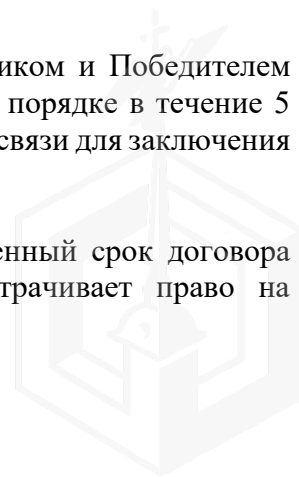 иком и Победителем
порядке в течение 5
связи для заключения
енный срок договора
трачивает право на